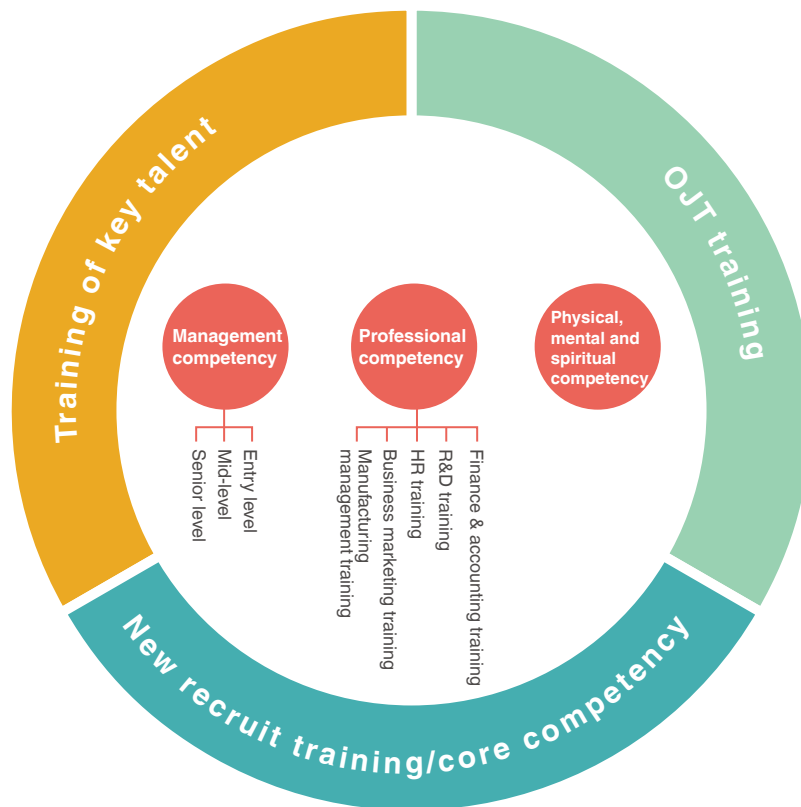 Training of key talent
OJT training
New recruit training/core competency
Management
competency
Senior level
Mid-level
Entry level
Professional
competency
Manufacturing
management training
Business marketing training
HR training
R&D training
Finance & accounting training
Physical,
mental and
spiritual
competency